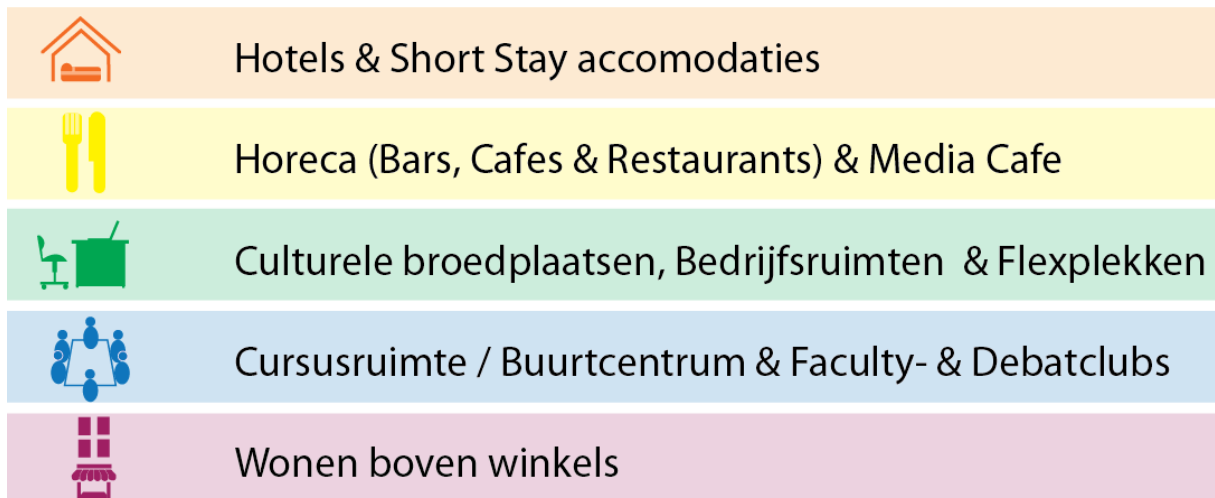 Hotels & Short Stay accomodaties
Horeca (Bars, Cafes & Restaurants) & Media Cafe
Culturele broedplaatsen, Bedrijfsruimten & Flexplekken
Cursusruimte / Buurtcentrum & Faculty- & Debatclubs
Wonen boven winkels